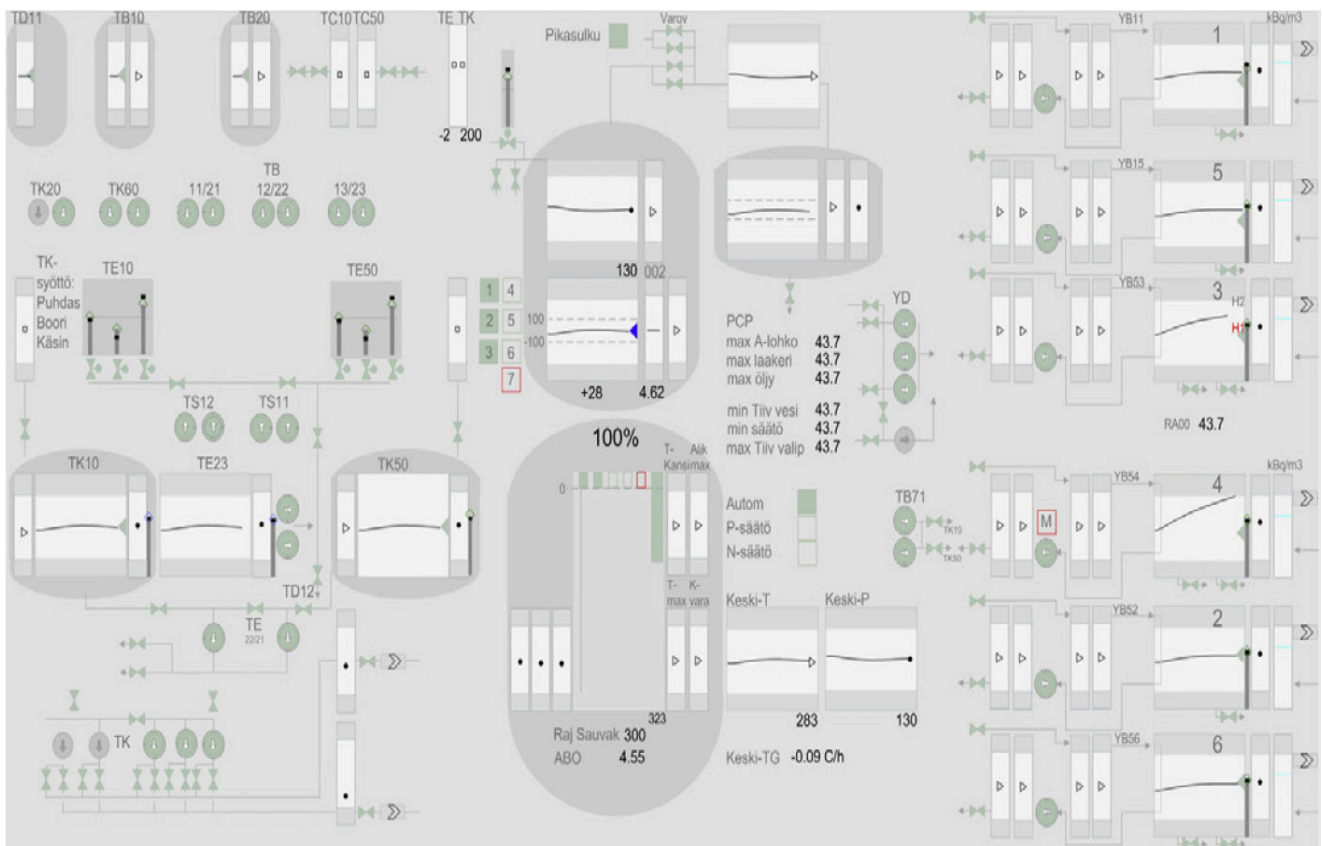 TD11 TB10 TB20 TC10 TC50 TE TK
-2 200
Pikasulku
Varov
TK20 TK60 11/21 TB 12/22 13/23
TK-
syöttö:
Puhdas
Boori
Käsin
TE10
TE50
1 4
2 5
3 6
7
130 002
100
-100
+28 4.62
TS12 TS11
TK10 TE23 TK50
TD12
TE
22/21
TK
100%
0
T-
Kansi
Alik
max
T-
max
K-
vara
323
Raj Sauvak 300
ABO 4.55
PCP
max A-lohko 43.7
max laakeri 43.7
max öljy 43.7
min Tiiv vesi 43.7
min säätö 43.7
max Tiiv valip 43.7
YD
Autom
P-säätö
N-säätö
TB71
TK10
TK50
Keski-T Keski-P
283 130
Keski-TG -0.09 C/h
YB11 1 kBq/m3
YB15 5
YB53 3
H2
H1
RA00 43.7
YB54 4 kBq/m3
M
YB52 2
YB56 6